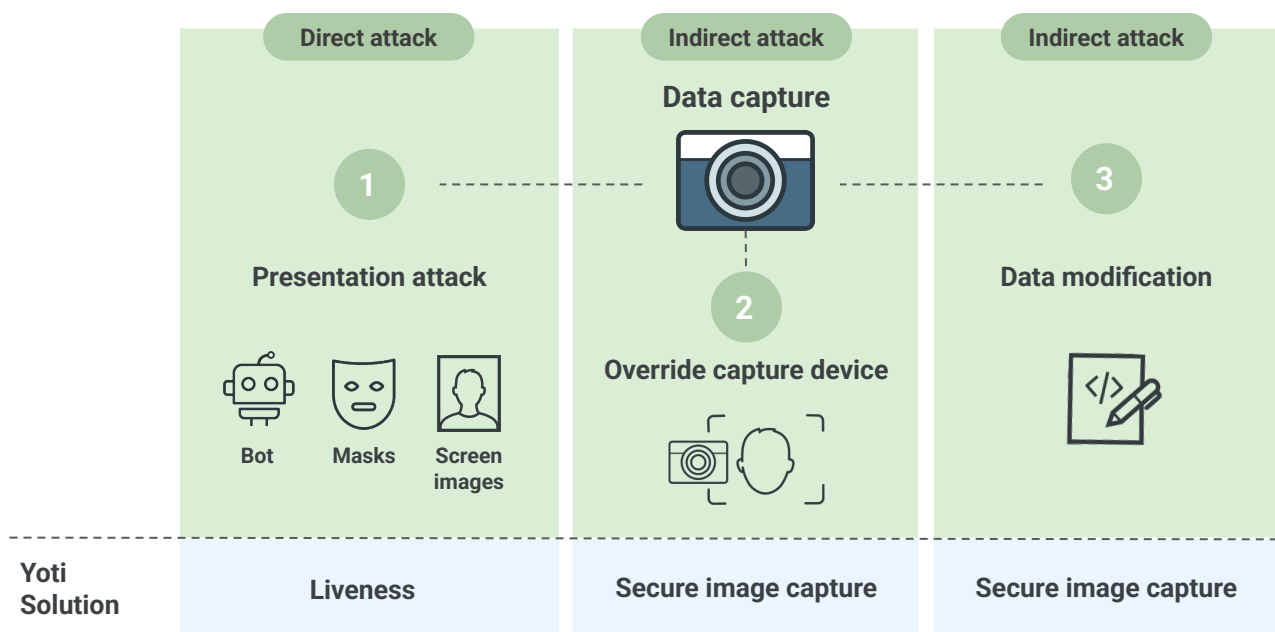 Direct attack
Indirect attack
Indirect attack
Data capture
1
3
Presentation attack
2
Data modification
Override capture device
</>
Bot
Masks
Screen
images
Yoti
Solution
Liveness
Secure image capture
Secure image capture